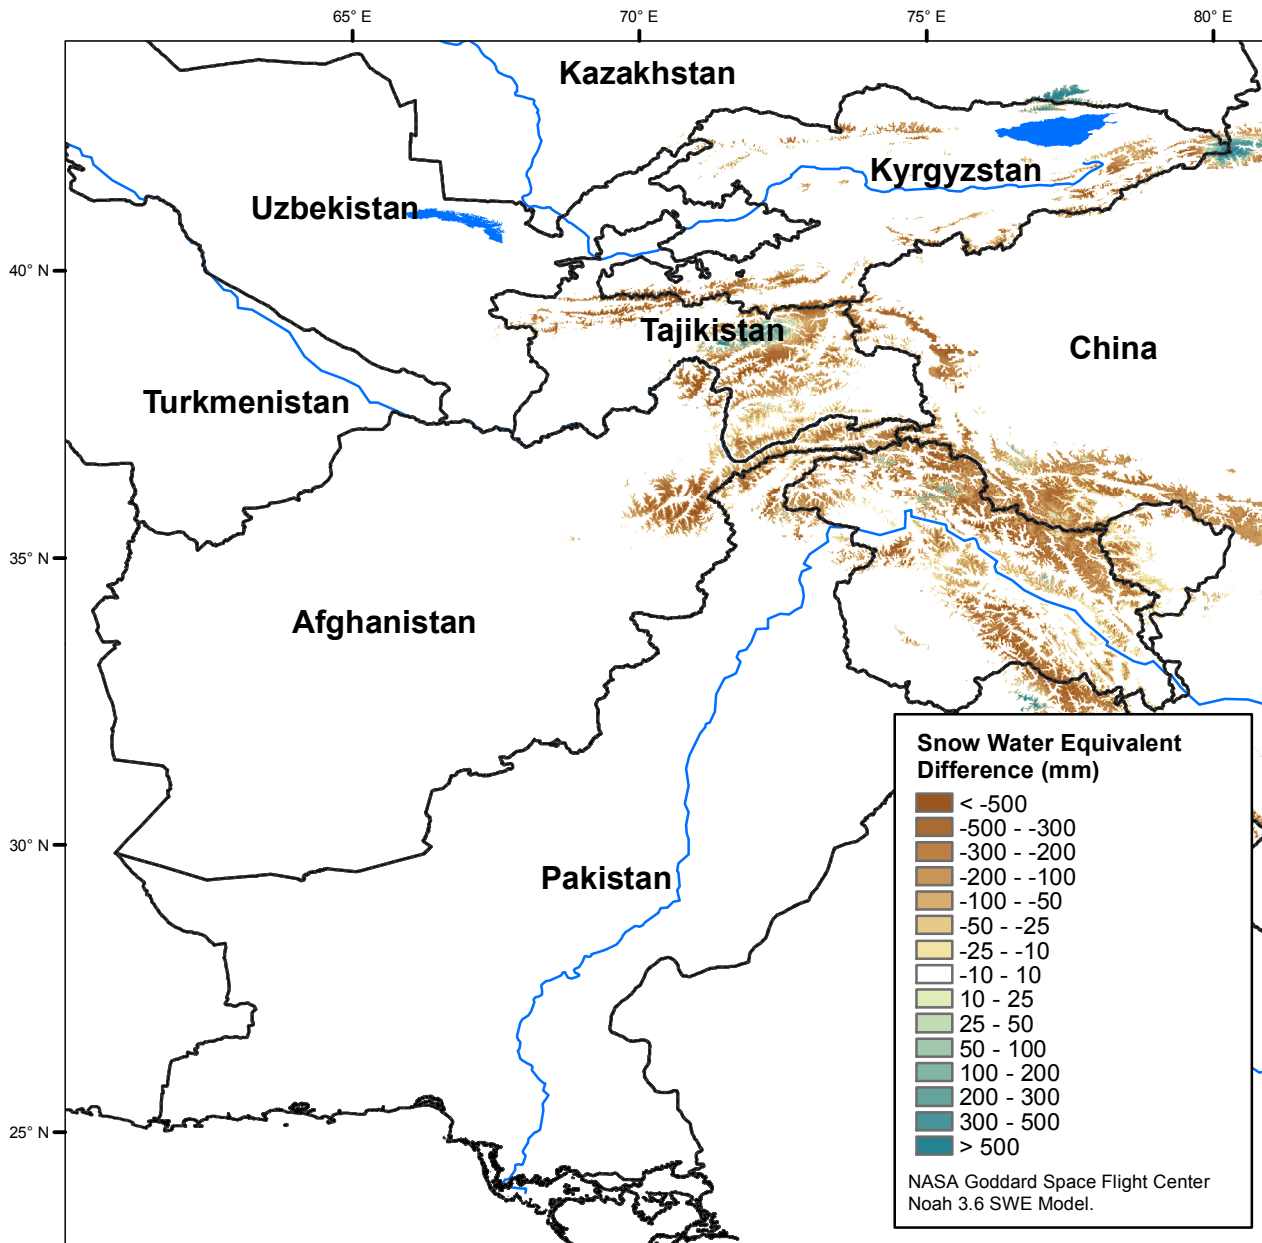 65° E
70° E
75° E
80° E
Kazakhstan
Kyrgyzstan
Uzbekistan
40° N
Tajikistan
China
Turkmenistan
35° N
Afghanistan
30° N
Pakistan
25° N
Snow Water Equivalent
Difference (mm)
< -500
-500 - -300
-300 - -200
-200 - -100
-100 - -50
-50 - -25
-25 - -10
-10 - 10
10 - 25
25 - 50
50 - 100
100 - 200
200 - 300
300 - 500
> 500
NASA Goddard Space Flight Center
Noah 3.6 SWE Model.